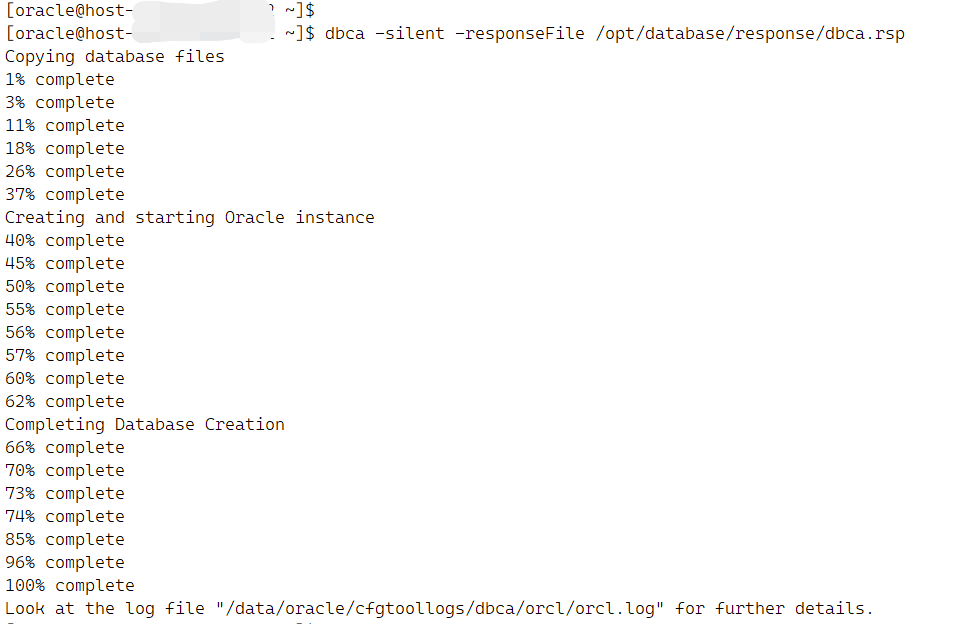 [oracle@host- ~]$
[oracle@host- ~]$ dbca -silent -responseFile /opt/database/response/dbca.rsp
Copying database files
1% complete
3% complete
11% complete
18% complete
26% complete
37% complete
Creating and starting Oracle instance
40% complete
45% complete
50% complete
55% complete
56% complete
57% complete
60% complete
62% complete
Completing Database Creation
66% complete
70% complete
73% complete
74% complete
85% complete
96% complete
100% complete
Look at the log file "/data/oracle/cfgtoollogs/dbca/orcl/orcl.log" for further details.